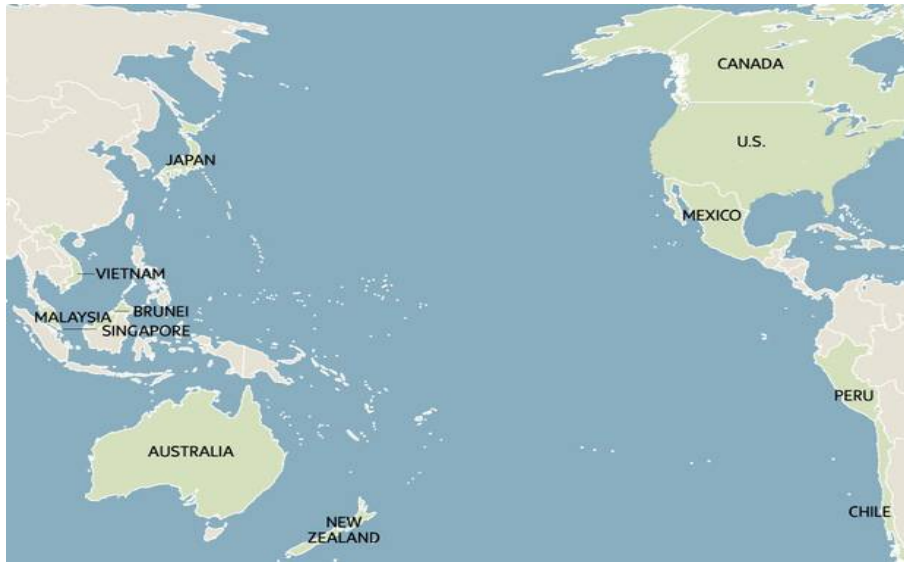 CANADA
U.S.
JAPAN
MEXICO
VIETNAM
BRUNEI
MALAYSIA
SINGAPORE
PERU
AUSTRALIA
CHILE
NEW
ZEALAND